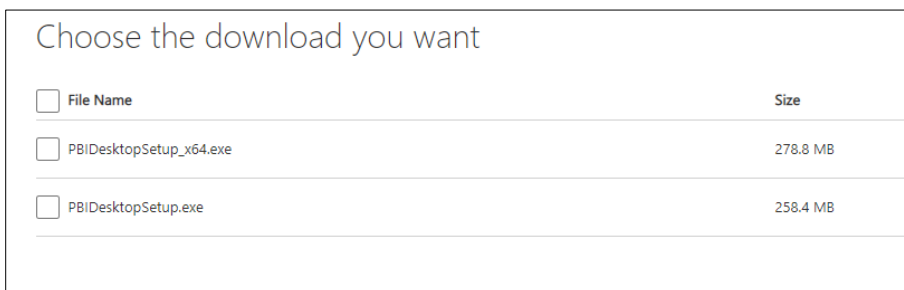 Choose the download you want
File Name Size
PBIDesktopSetup_x64.exe 278.8 MB
PBIDesktopSetup.exe 258.4 MB